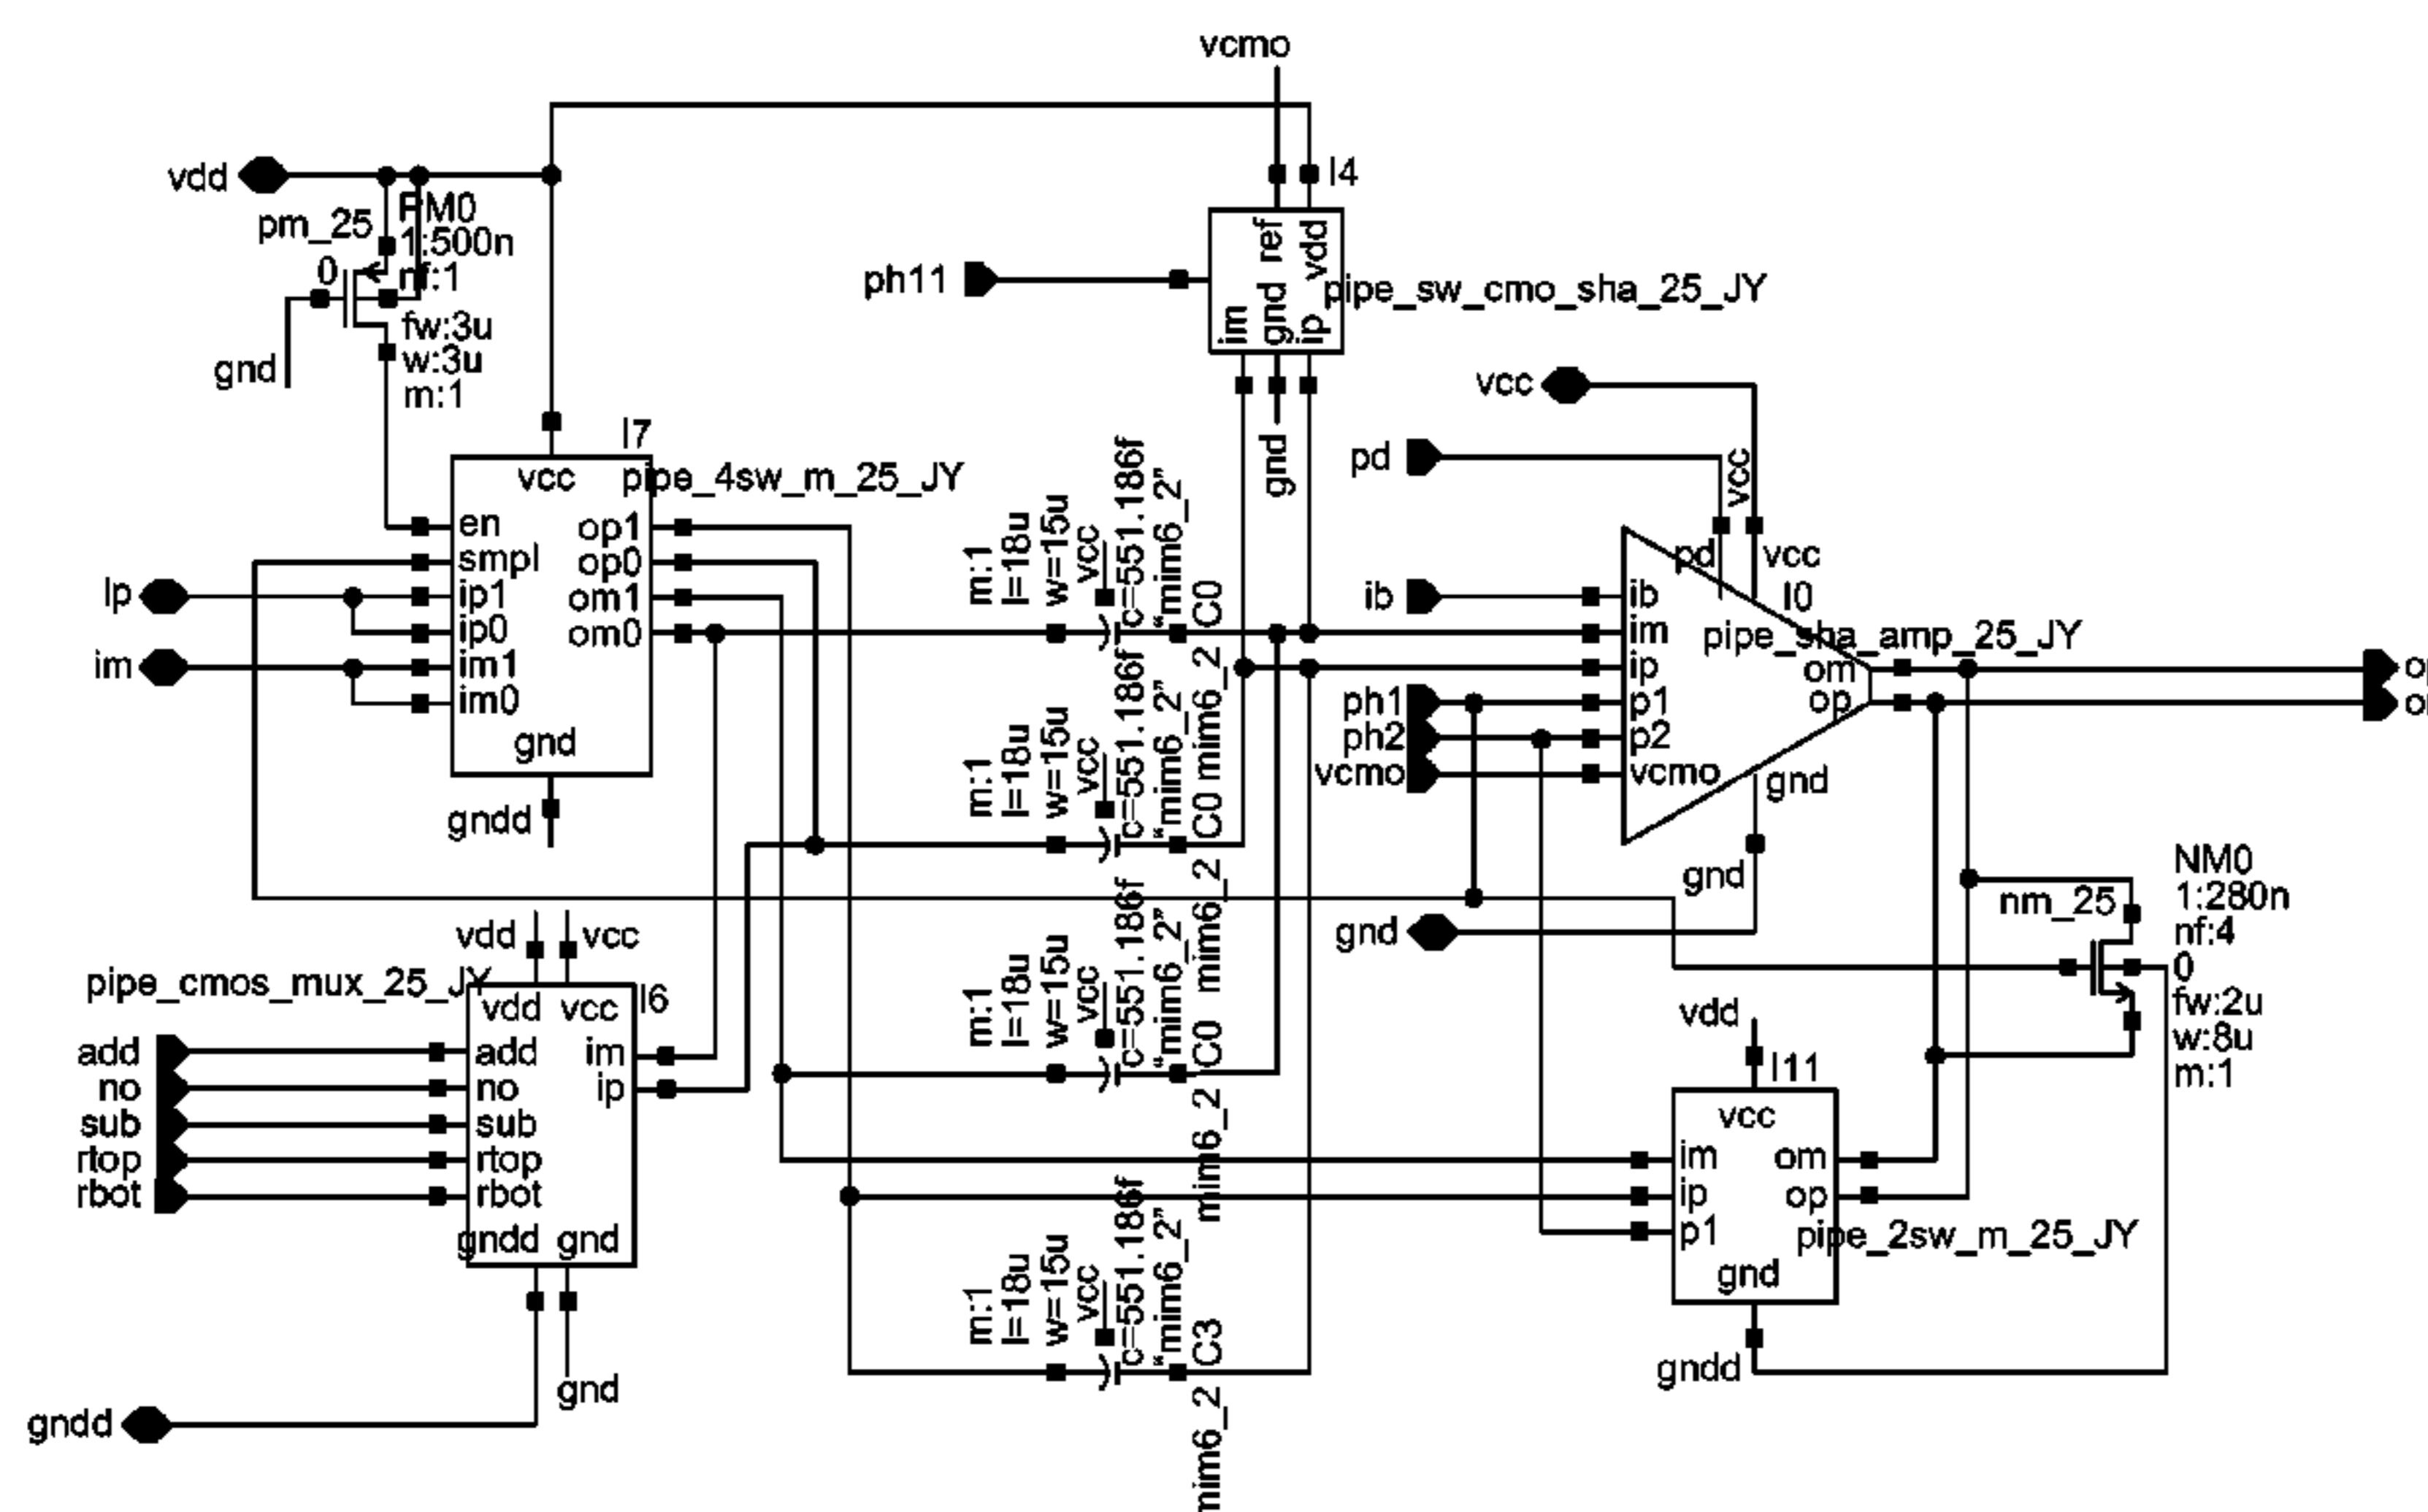 vcmo
vdd
pm_25
PM0
1:500n
nf:1
0
fw:3u
w:3u
m:1
gnd
I4
ref
vdd
im
gnd
ip
ph11
pipe_sw_cmo_sha_25_JY
gnd
I7
pipe_4sw_m_25_JY
vcc
en
smpl
ip1
ip0
im1
im0
op1
op0
om1
om0
gnd
gndd
Ip
im
m:1
l=18u
w=15u
vcc
c=551.186f
"mim6_2"
C0
mim6_2
m:1
l=18u
w=15u
vcc
c=551.186f
"mim6_2"
C0
mim6_2
m:1
l=18u
w=15u
vcc
c=551.186f
"mim6_2"
C0
mim6_2
m:1
l=18u
w=15u
vcc
c=551.186f
"mim6_2"
C3
mim6_2
vcc
pd
vcc
pd
vcc
I0
pipe_sha_amp_25_JY
ib
ib
im
ip
ph1
p1
ph2
p2
vcmo
vcmo
om
op
gnd
gnd
gnd
op
NM0
1:280n
nm_25
nf:4
0
fw:2u
w:8u
m:1
vdd
I11
vcc
im
ip
p1
om
op
pipe_2sw_m_25_JY
gnd
gndd
vdd
vcc
pipe_cmos_mux_25_JY
I6
vdd
vcc
add
add
no
no
sub
sub
rtop
rtop
rbot
rbot
im
ip
gndd
gnd
gnd
gndd